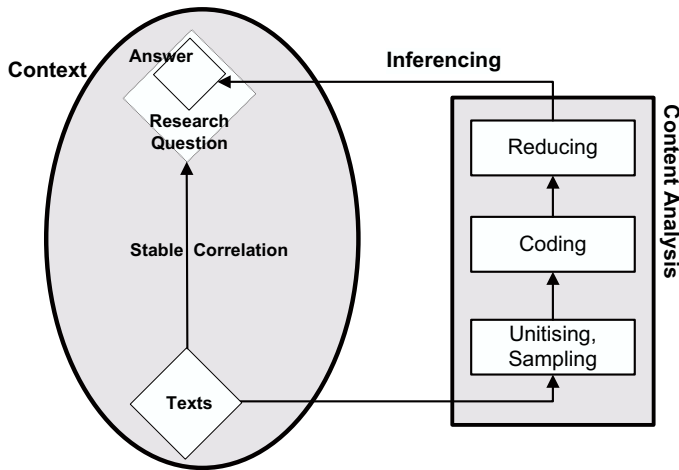 Answer
Context
Inferencing
Research
Question
Reducing
Content Analysis
Coding
Stable Correlation
Unitising,
Sampling
Texts